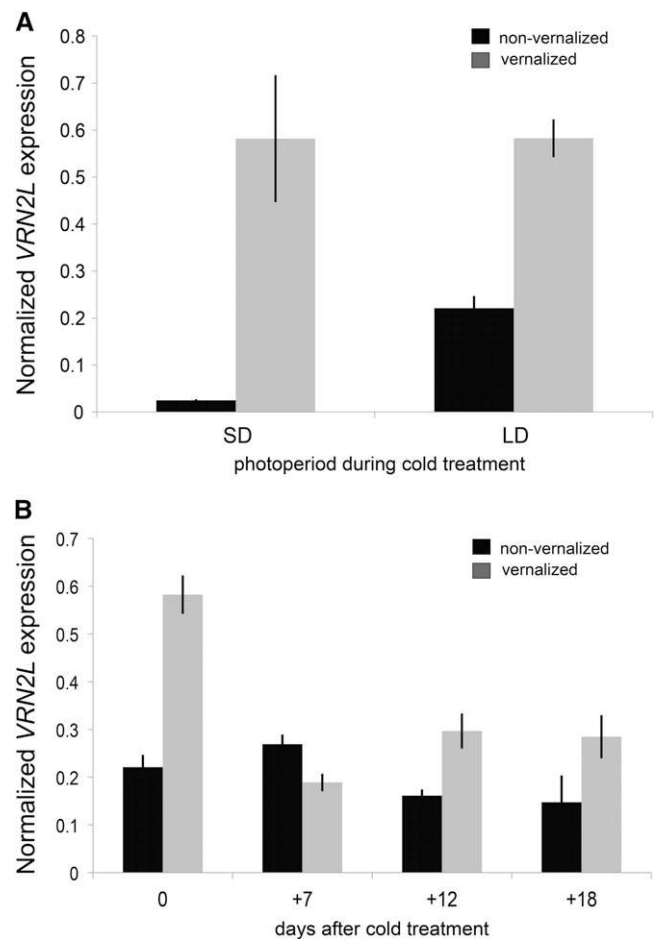 A
Normalized VRN2L expression
0.8
0.7
0.6
0.5
0.4
0.3
0.2
0.1
0
non-vernalized
vernalized
SD LD
photoperiod during cold treatment
B
Normalized VRN2L expression
0.7
0.6
0.5
0.4
0.3
0.2
0.1
0
non-vernalized
vernalized
0 +7 +12 +18
days after cold treatment